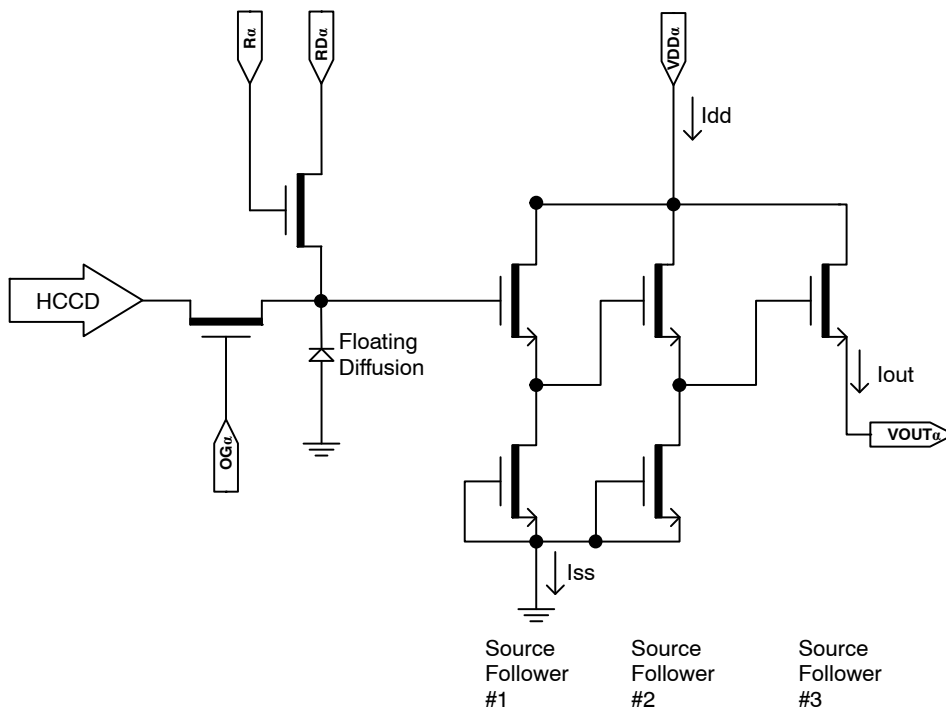 Rα
RDα
VDDα
Idd
HCCD
Floating
Diffusion
OGα
Iout
VOUTα
Iss
Source
Follower
#1
Source
Follower
#2
Source
Follower
#3